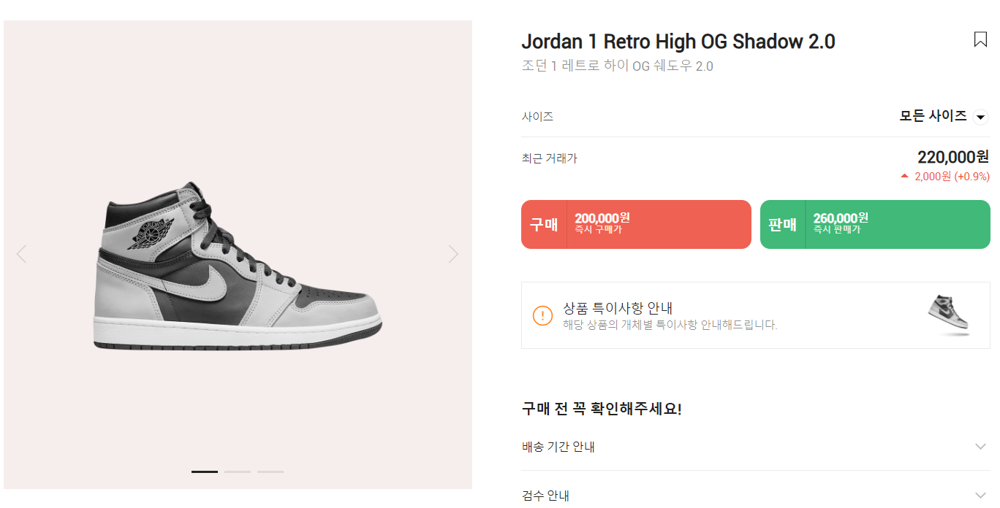 Jordan 1 Retro High OG Shadow 2.0
조던 1 레트로 하이 OG 쉐도우 2.0
사이즈
모든 사이즈
최근 거래가
220,000원
2,000원 (+0.9%)
구매
200,000원
즉시 구매가
판매
260,000원
즉시 판매가
상품 특이사항 안내
해당 상품의 개체별 특이사항 안내해드립니다.
구매 전 꼭 확인해주세요!
배송 기간 안내
검수 안내